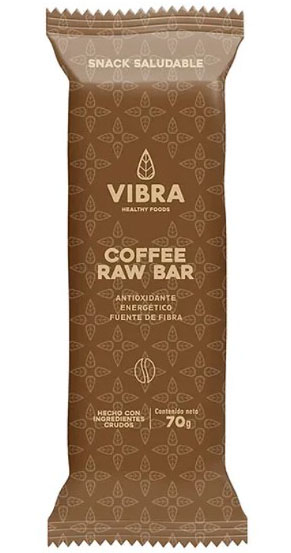 SNACK SALUDABLE
VIBRA
HEALTHY FOODS
COFFEE
RAW BAR
ANTIOXIDANTE
ENERGÉTICO
FUENTE DE FIBRA
HECHO CON
INGREDIENTES
CRUDOS
Contenido neto
70g